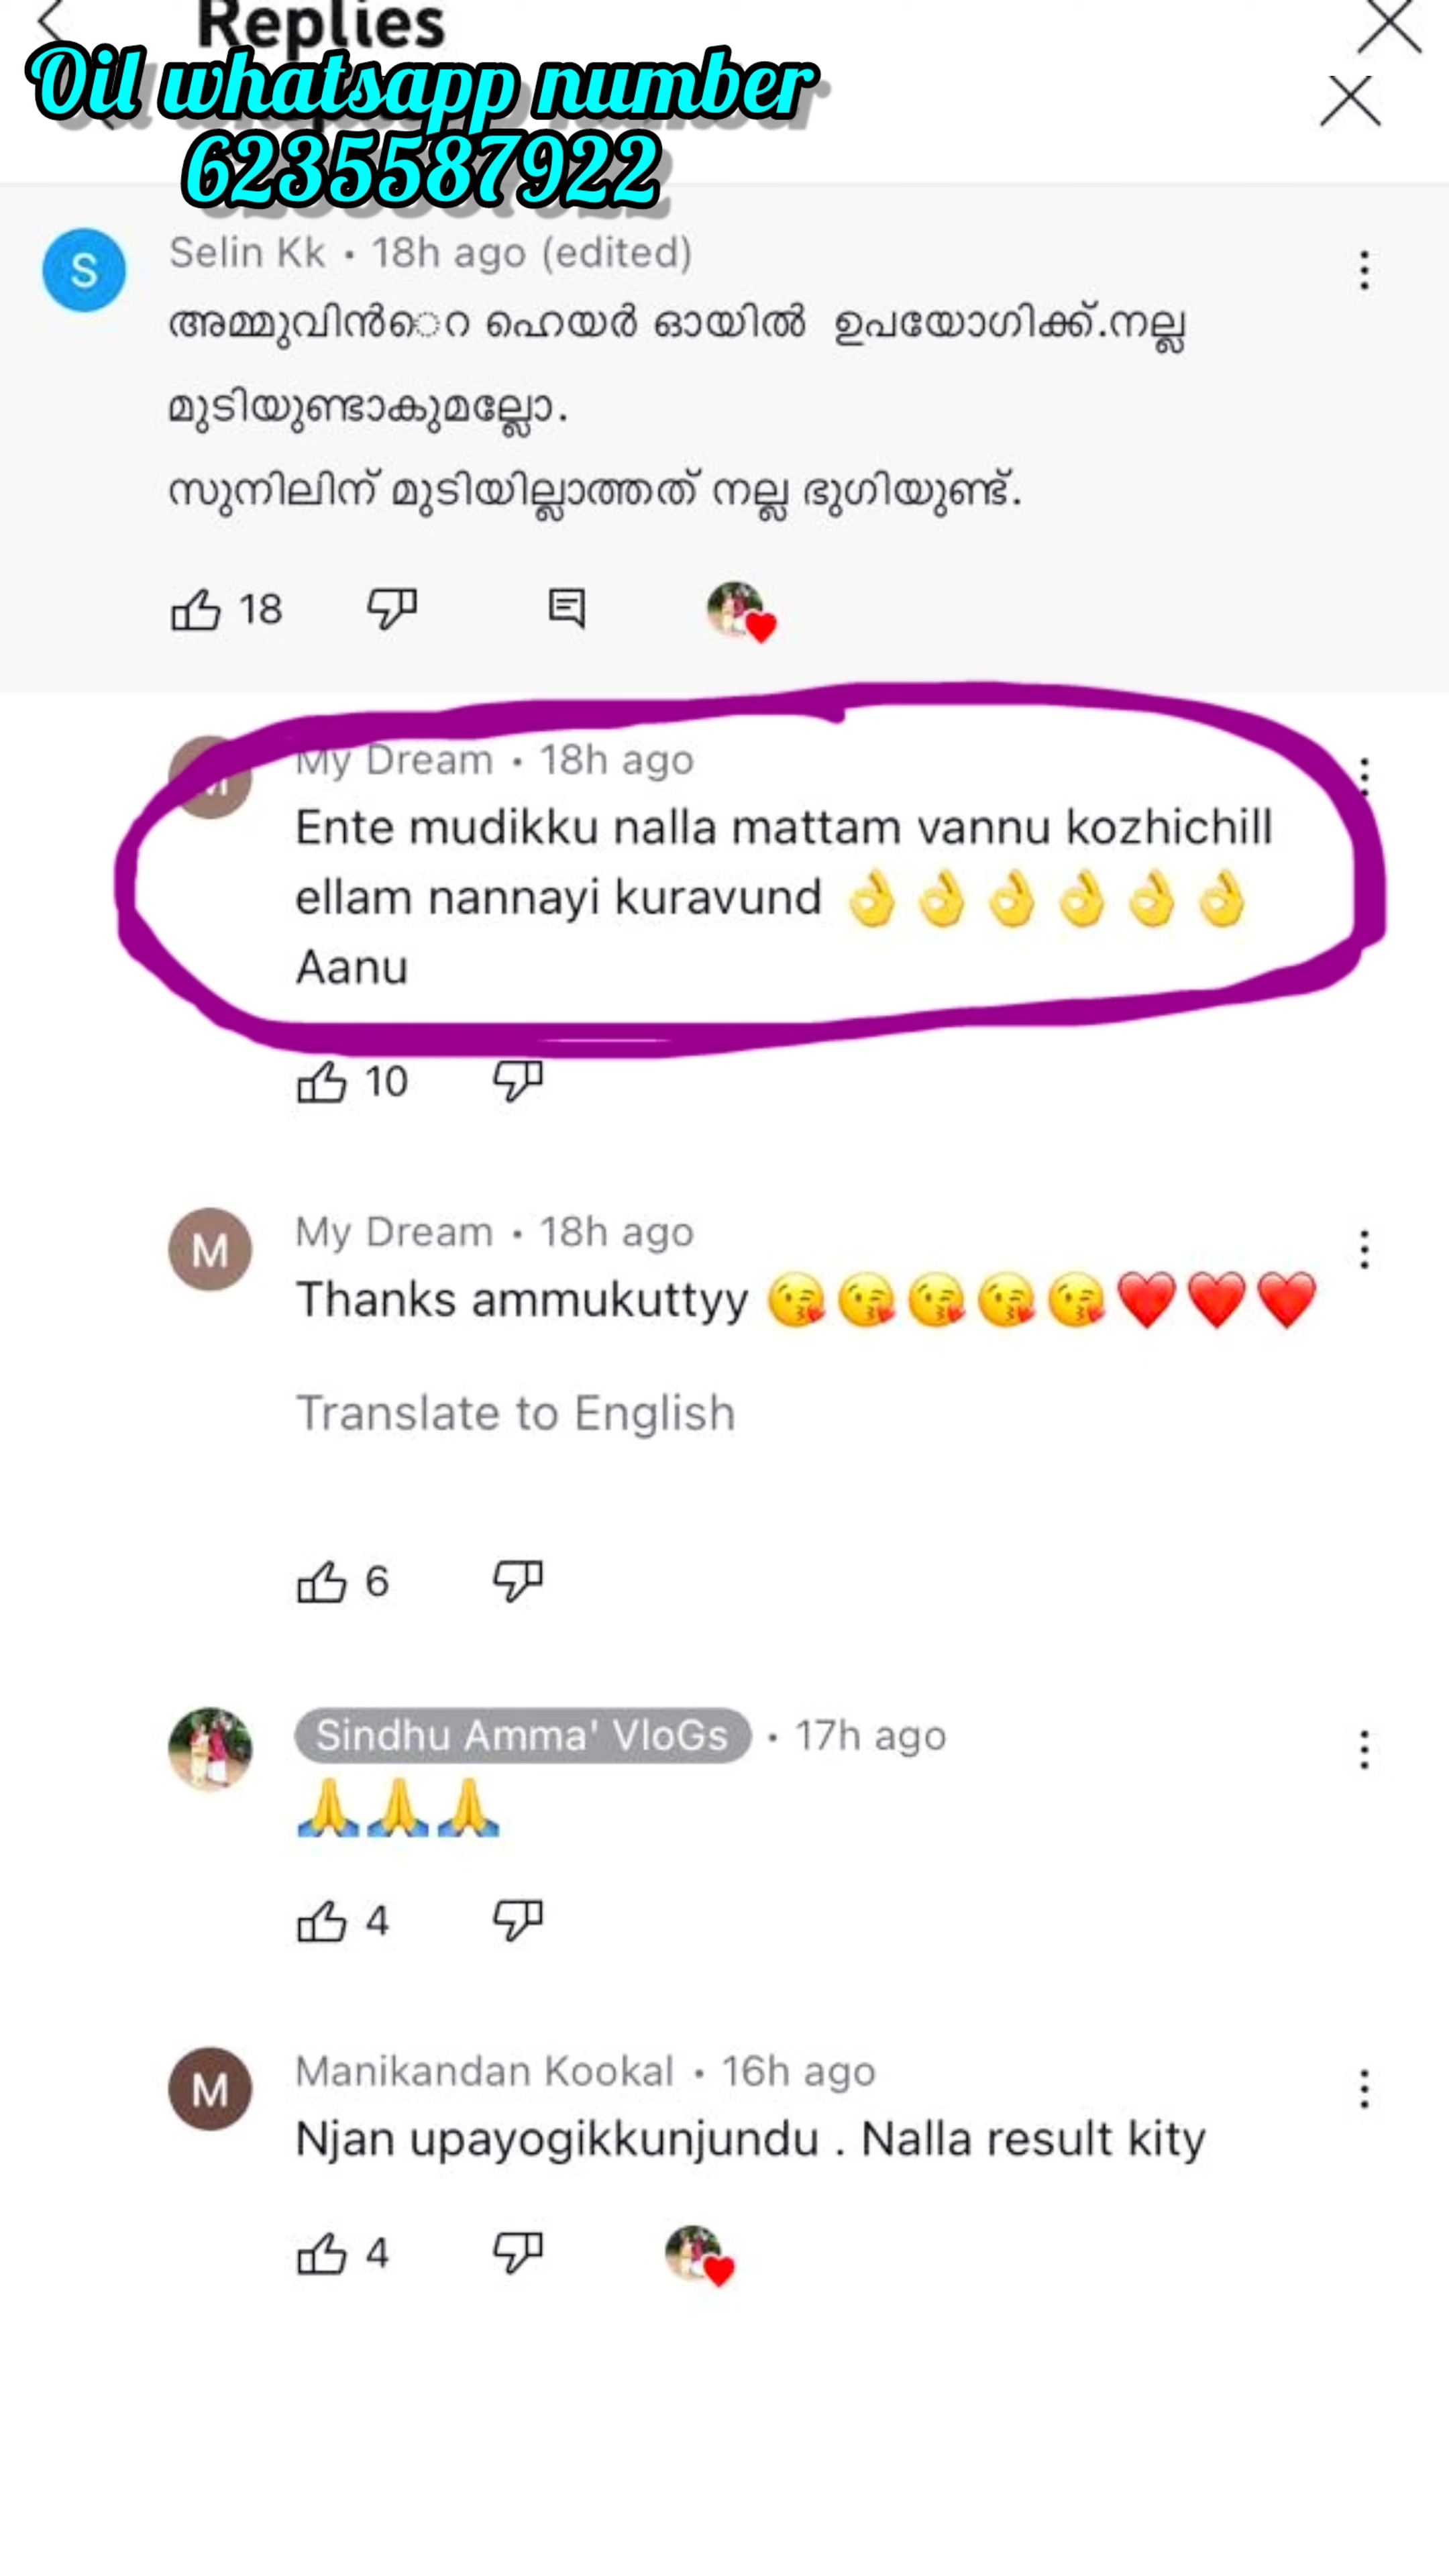 Replies
Oil whatsapp number
6235587922
S
Selin Kk • 18h ago (edited)
അമ്മുവിൻെറ ഹെയർ ഓയിൽ ഉപയോഗിക്ക്.നല്ല
മുടിയുണ്ടാകുമല്ലോ.
സുനിലിന് മുടിയില്ലാത്തത് നല്ല ഭുഗിയുണ്ട്.
18
My Dream • 18h ago
Ente mudikku nalla mattam vannu kozhichill
ellam nannayi kuravund 👌👌👌👌👌👌
Aanu
10
M
My Dream • 18h ago
Thanks ammukuttyy 😘😘😘😘😘❤️❤️❤️
Translate to English
6
Sindhu Amma' VloGs • 17h ago
🙏🙏🙏
4
M
Manikandan Kookal • 16h ago
Njan upayogikkunjundu . Nalla result kity
4